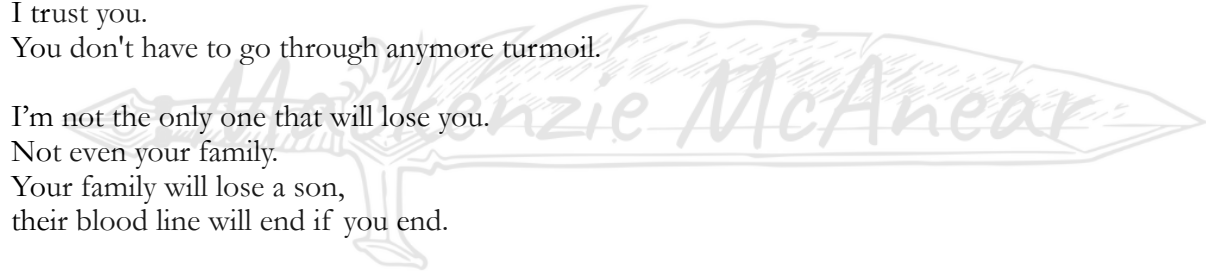 I trust you.
You don't have to go through anymore turmoil.
Mackenzie McAnear
I’m not the only one that will lose you.
Not even your family.
Your family will lose a son,
their blood line will end if you end.